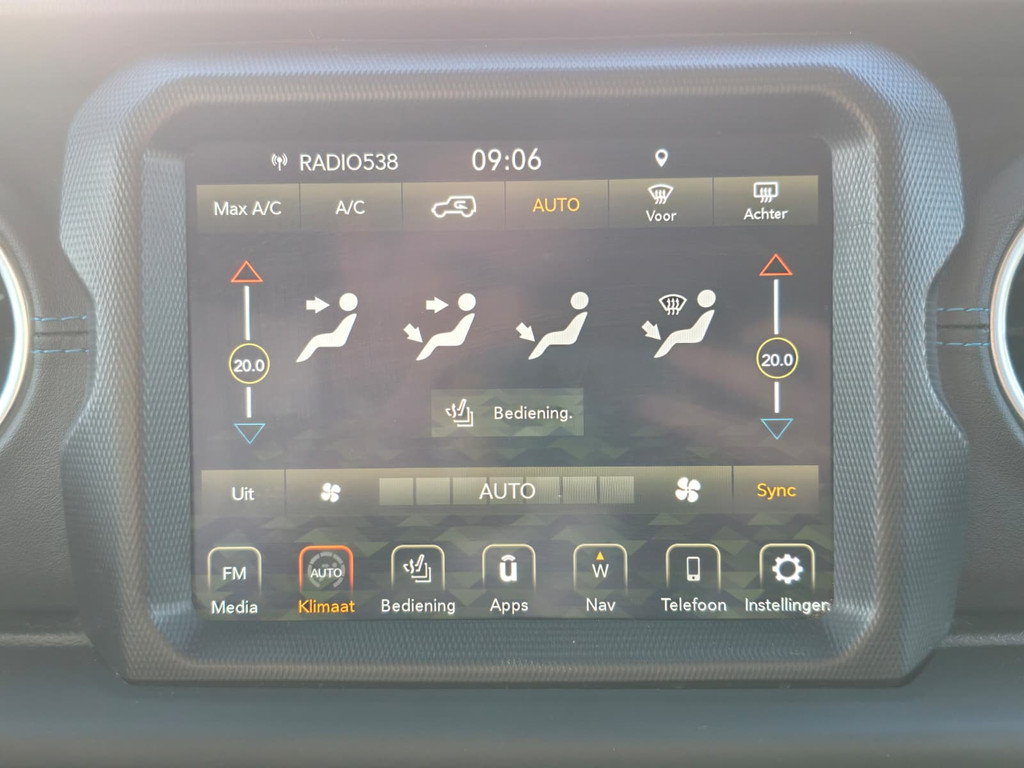 RADIO538 09:06
Max A/C A/C AUTO Voor Achter
20.0 20.0
Bediening.
Uit AUTO Sync
FM AUTO W
Media Klimaat Bediening Apps Nav Telefoon Instellingen